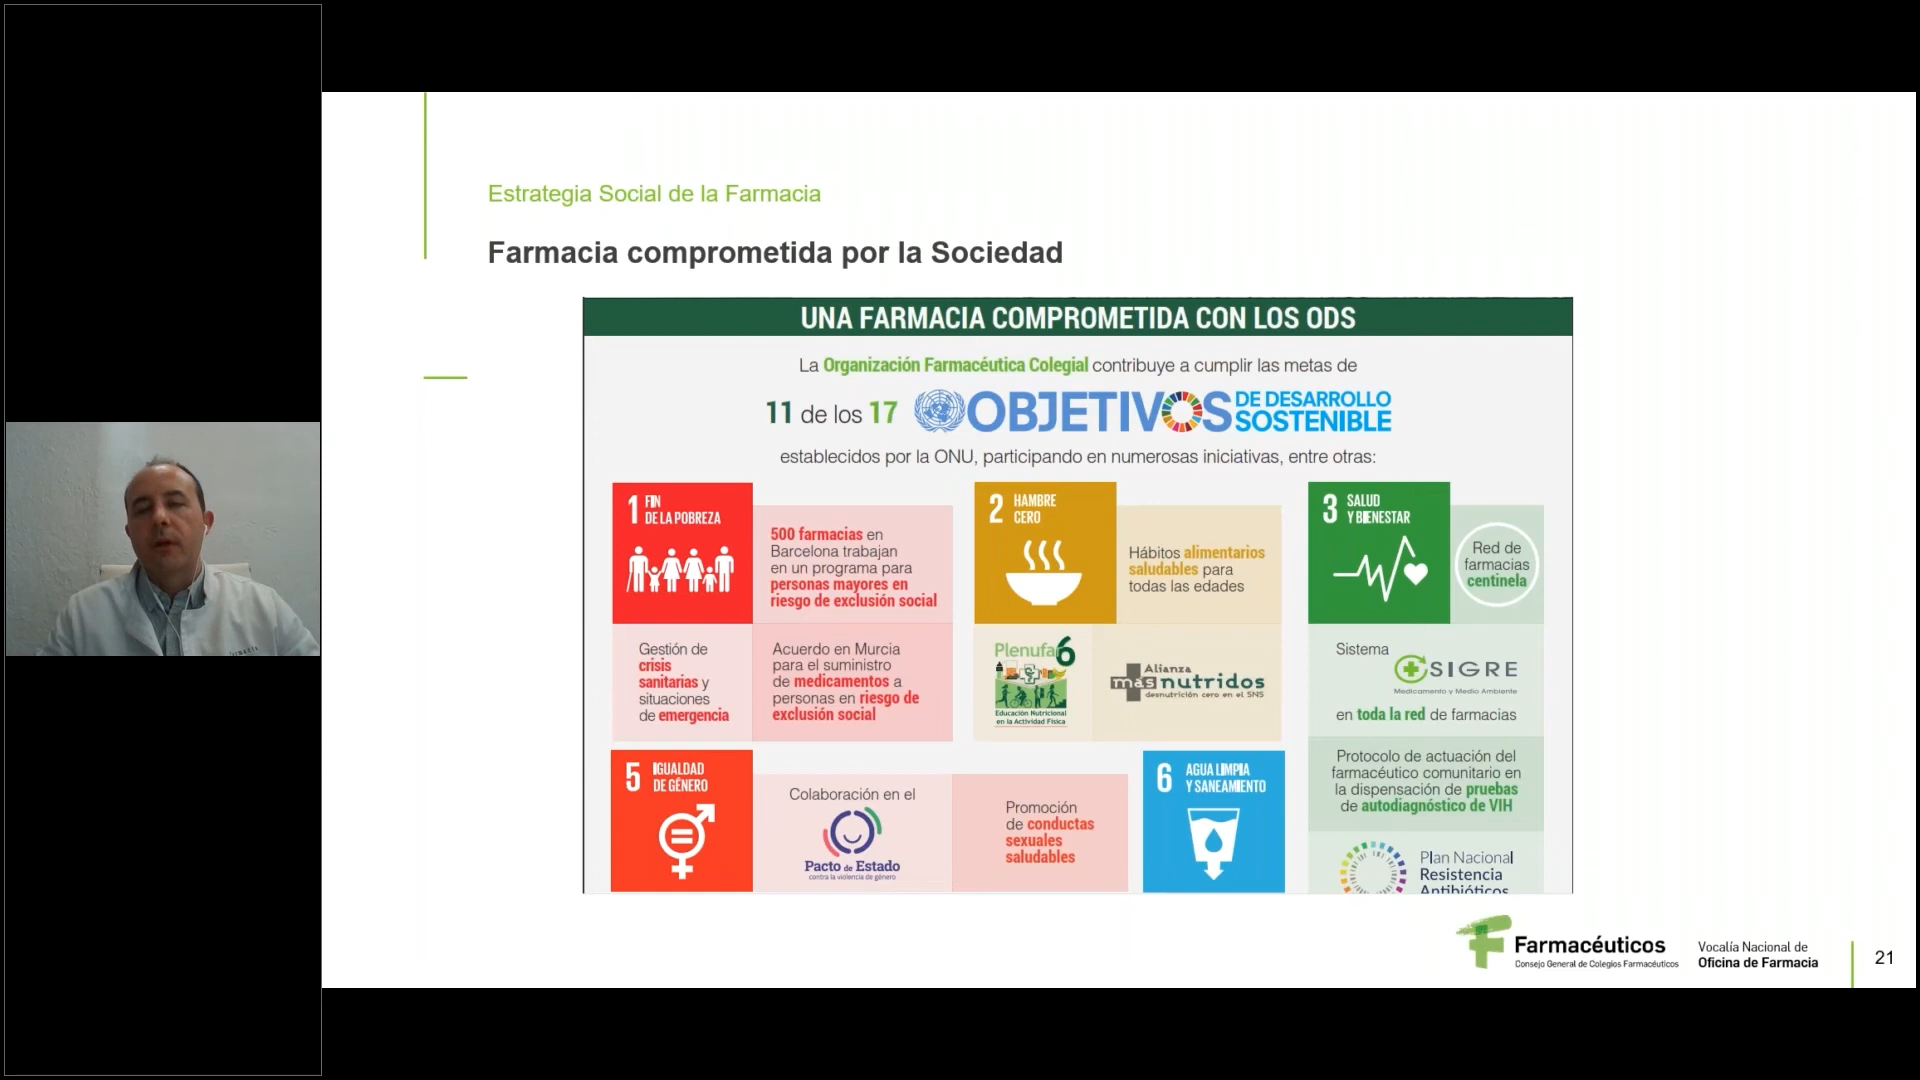 Estrategia Social de la Farmacia
Farmacia comprometida por la Sociedad
UNA FARMACIA COMPROMETIDA CON LOS ODS
La Organización Farmacéutica Colegial contribuye a cumplir las metas de
11 de los 17 OBJETIVOS DE DESARROLLO
SOSTENIBLE
establecidos por la ONU, participando en numerosas iniciativas, entre otras:
1 FIN
DE LA POBREZA
500 farmacias en
Barcelona trabajan
en un programa para
personas mayores en
riesgo de exclusión social
Gestión de
crisis
sanitarias y
situaciones
de emergencia
Acuerdo en Murcia
para el suministro
de medicamentos a
personas en riesgo de
exclusión social
2 HAMBRE
CERO
Hábitos alimentarios
saludables para
todas las edades
Plenufar6
Educación Nutricional
en la Actividad Física
Alianza
másnutridos
desnutrición cero en el SNS
3 SALUD
Y BIENESTAR
Red de
farmacias
centinela
Sistema
SIGRE
Medicamento y Medio Ambiente
en toda la red de farmacias
Protocolo de actuación del
farmacéutico comunitario en
la dispensación de pruebas
de autodiagnóstico de VIH
Plan Nacional
Resistencia
Antibióticos
5 IGUALDAD
DE GÉNERO
Colaboración en el
Pacto de Estado
contra la violencia de género
Promoción
de conductas
sexuales
saludables
6 AGUA LIMPIA
Y SANEAMIENTO
Farmacéuticos
Consejo General de Colegios Farmacéuticos
Vocalía Nacional de
Oficina de Farmacia
21